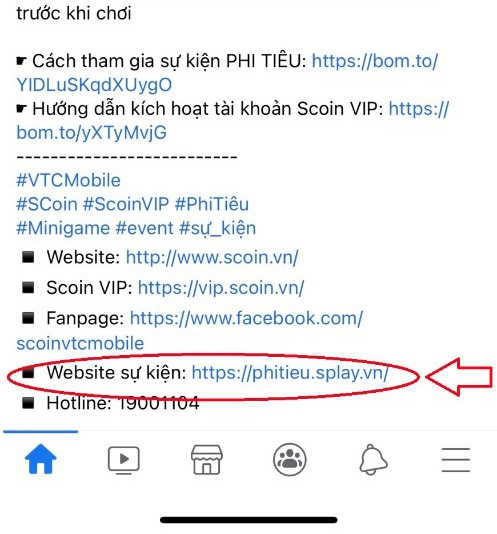 trước khi chơi
☛ Cách tham gia sự kiện PHI TIÊU: https://bom.to/
YlDLuSKqdXUygO
☛ Hướng dẫn kích hoạt tài khoản Scoin VIP: https://
bom.to/yXTyMvjG
--------------------------
#VTCMobile
#SCoin #ScoinVIP #PhiTiêu
#Minigame #event #sự_kiện
▪ Website: http://www.scoin.vn/
▪ Scoin VIP: https://vip.scoin.vn/
▪ Fanpage: https://www.facebook.com/
scoinvtcmobile
▪ Website sự kiện: https://phitieu.splay.vn/
▪ Hotline: 19001104